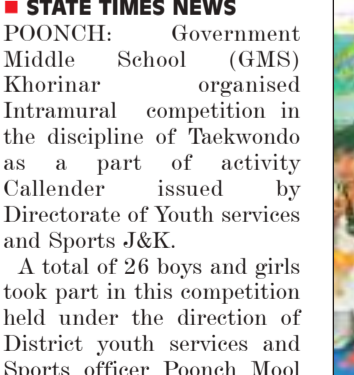 STATE TIMES NEWS
POONCH: Government
Middle School (GMS)
Khorinar organised
Intramural competition in
the discipline of Taekwondo
as a part of activity
Callender issued by
Directorate of Youth services
and Sports J&K.
A total of 26 boys and girls
took part in this competition
held under the direction of
District youth services and
Sports officer Poonch Mool